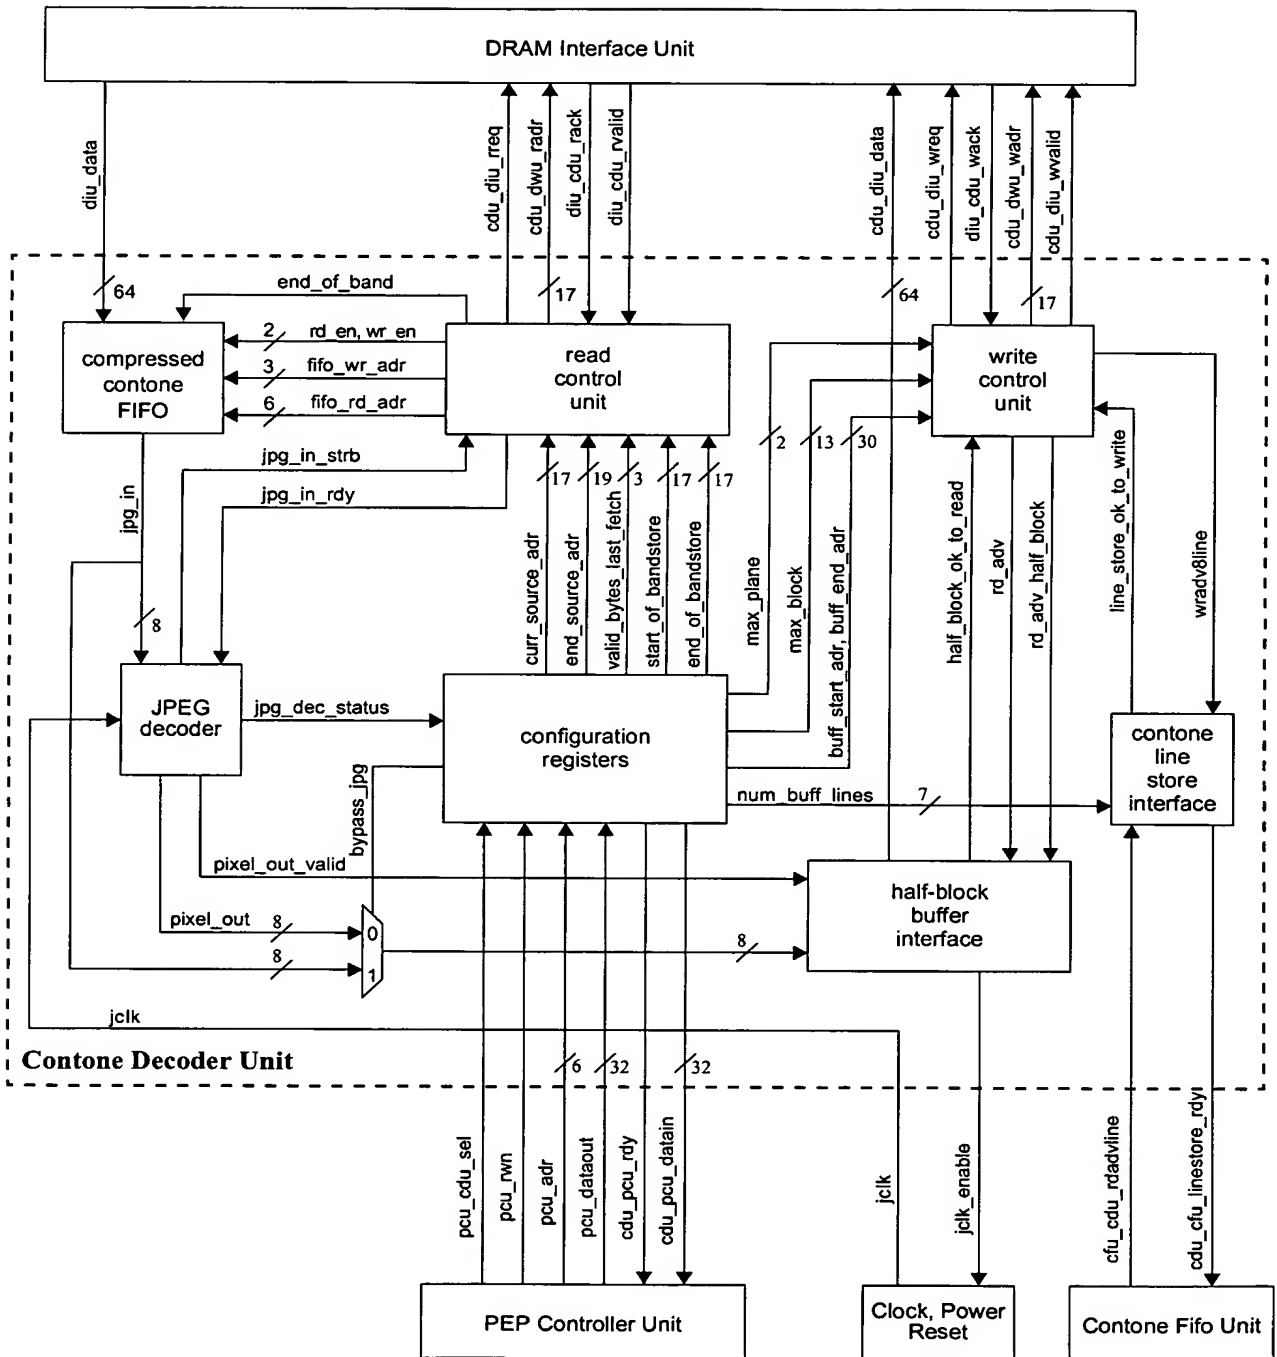 DRAM Interface Unit
diu_data
cdu_diu_rreq
cdu_dwu_radr
diu_cdu_rack
diu_cdu_rvalid
cdu_diu_data
cdu_diu_wreq
diu_cdu_wack
cdu_dwu_wadr
cdu_diu_wvalid
64
end_of_band
17
64
17
compressed
contone
FIFO
2
rd_en, wr_en
3
fifo_wr_adr
6
fifo_rd_adr
read
control
unit
write
control
unit
2
13
30
jpg_in
jpg_in_strb
jpg_in_rdy
17
19
3
17
17
curr_source_adr
end_source_adr
valid_bytes_last_fetch
start_of_bandstore
end_of_bandstore
max_plane
max_block
buff_start_adr, buff_end_adr
half_block_ok_to_read
rd_adv
rd_adv_half_block
line_store_ok_to_write
wradv8line
8
JPEG
decoder
jpg_dec_status
configuration
registers
contone
line
store
interface
bypass_jpg
num_buff_lines
7
pixel_out_valid
pixel_out
8
0
8
1
8
half-block
buffer
interface
jclk
Contone Decoder Unit
6
32
32
pcu_cdu_sel
pcu_rwn
pcu_adr
pcu_dataout
cdu_pcu_rdy
cdu_pcu_datain
jclk
jclk_enable
cfu_cdu_rdadvline
cdu_cfu_linestore_rdy
PEP Controller Unit
Clock, Power
Reset
Contone Fifo Unit